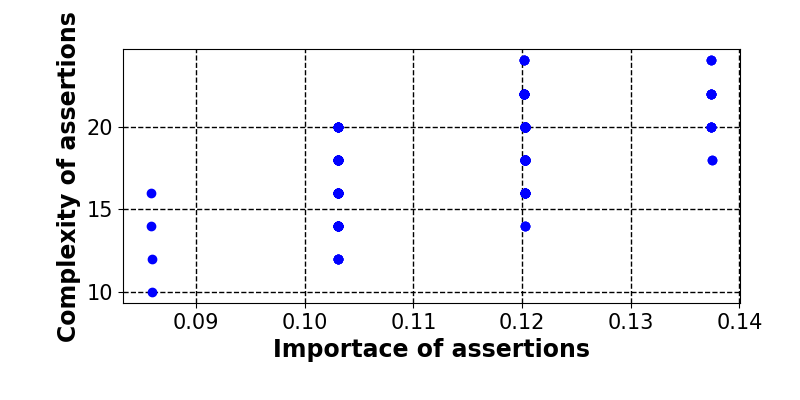 Complexity of assertions
20
15
10
0.09 0.10 0.11 0.12 0.13 0.14
Importace of assertions